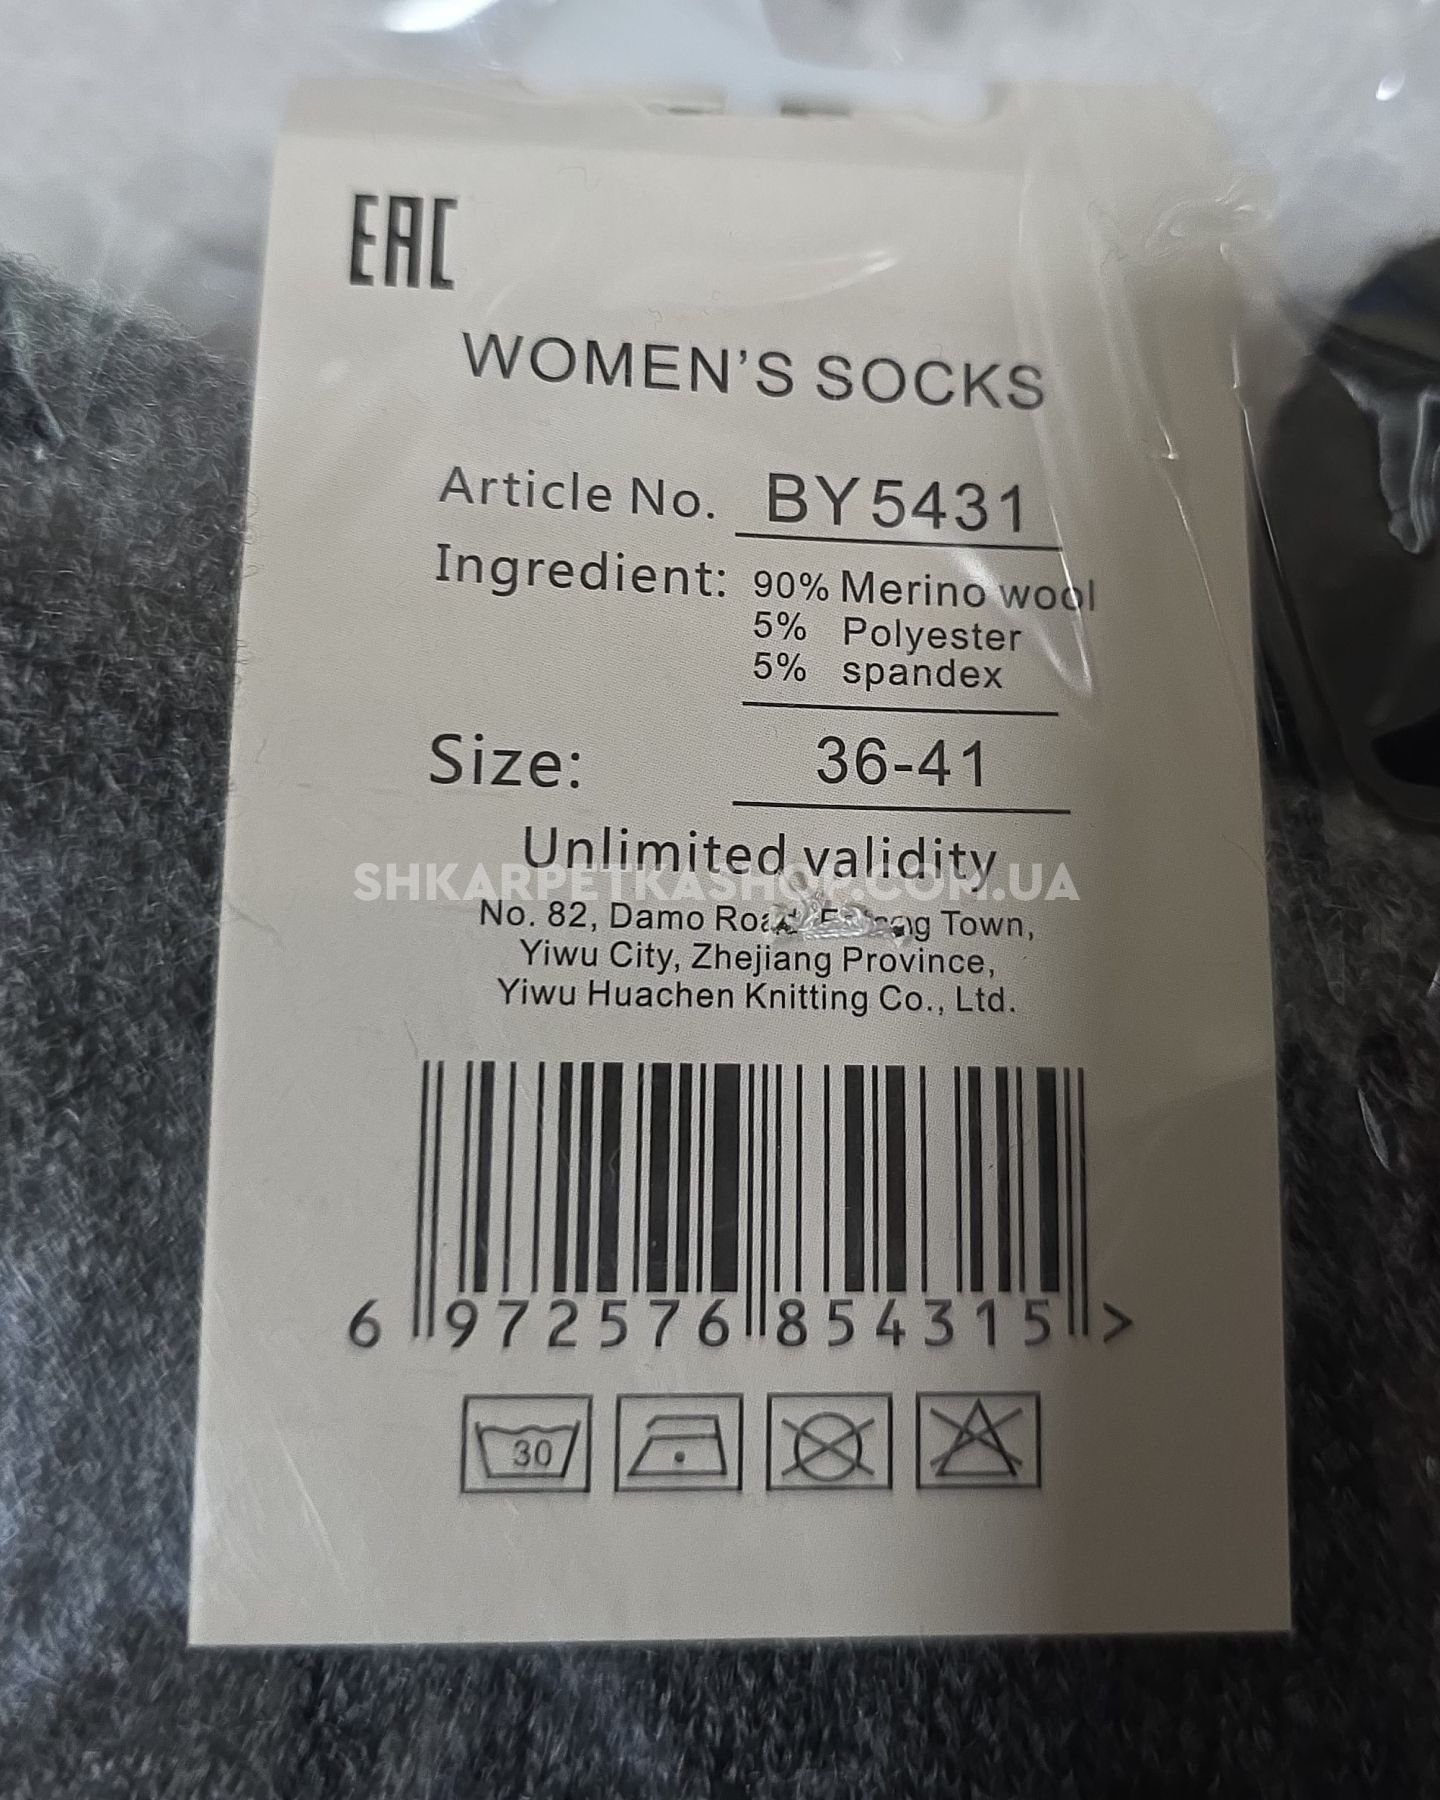 EAC
WOMEN'S SOCKS
Article No. BY5431
Ingredient: 90% Merino wool
5% Polyester
5% spandex
Size: 36-41
Unlimited validity
SHKARPETKASHOP.COM.UA
No. 82, Damo Town,
Yiwu City, Zhejiang Province,
Yiwu Huachen Knitting Co., Ltd.
6 972576 854315 >
30